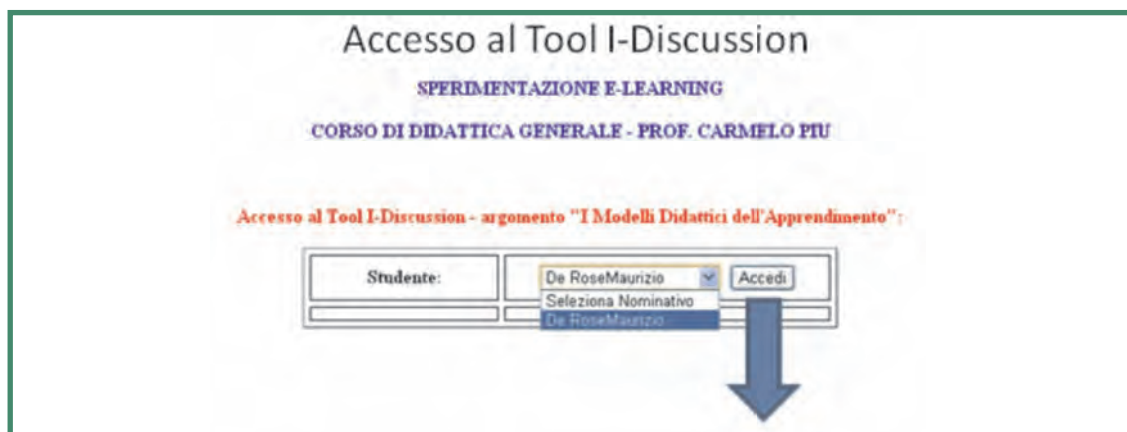 Accesso al Tool I-Discussion
SPERIMENTAZIONE E-LEARNING
CORSO DI DIDATTICA GENERALE - PROF. CARMELO PIU
Accesso al Tool I-Discussion - argomento "I Modelli Didattici dell'Apprendimento":
Studente: De RoseMaurizio Accedi
Seleziona Nominativo
De RoseMaurizio